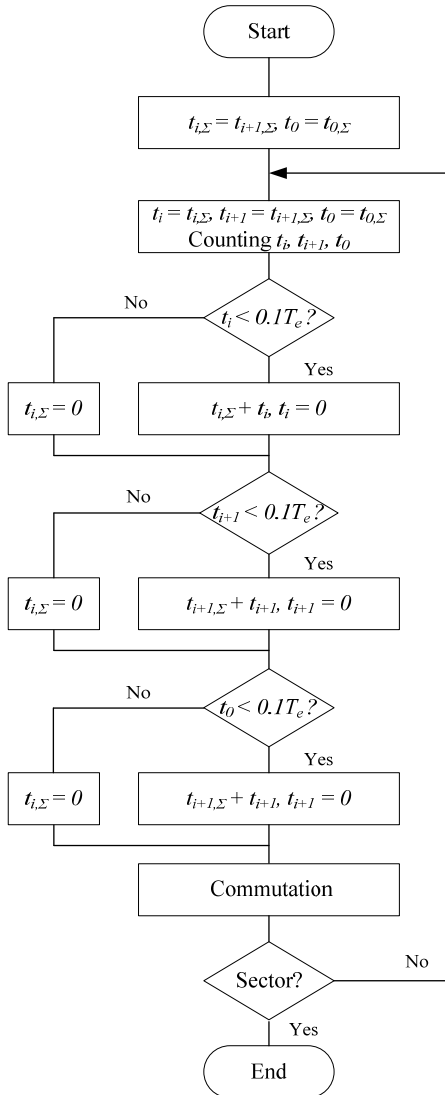 Start
t_{i,Σ} = t_{i+1,Σ}, t_0 = t_{0,Σ}
t_i = t_{i,Σ}, t_{i+1} = t_{i+1,Σ}, t_0 = t_{0,Σ}
Counting t_i, t_{i+1}, t_0
No
t_i < 0.1T_e?
Yes
t_{i,Σ} = 0
t_{i,Σ} + t_i, t_i = 0
No
t_{i+1} < 0.1T_e?
Yes
t_{i,Σ} = 0
t_{i+1,Σ} + t_{i+1}, t_{i+1} = 0
No
t_0 < 0.1T_e?
Yes
t_{i,Σ} = 0
t_{i+1,Σ} + t_{i+1}, t_{i+1} = 0
Commutation
Sector?
No
Yes
End